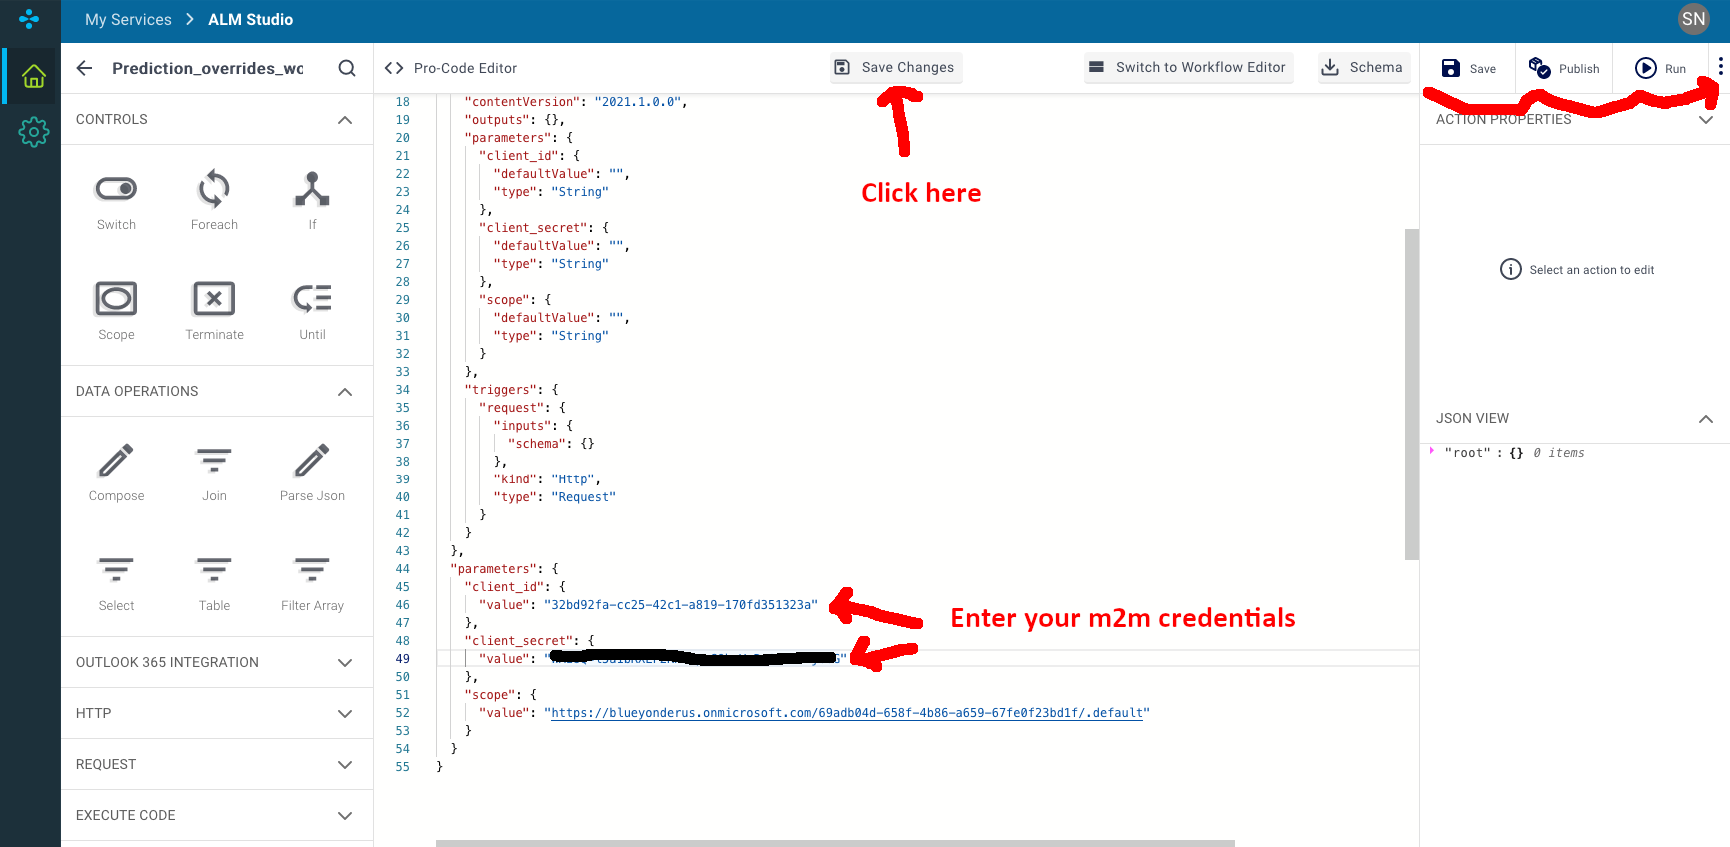 My Services > ALM Studio
SN
Prediction_overrides_wo
<> Pro-Code Editor
Save Changes
Switch to Workflow Editor
Schema
Save
Publish
Run
CONTROLS
Switch
Foreach
If
Scope
Terminate
Until
DATA OPERATIONS
Compose
Join
Parse Json
Select
Table
Filter Array
OUTLOOK 365 INTEGRATION
HTTP
REQUEST
EXECUTE CODE
18 "contentVersion": "2021.1.0.0",
19 "outputs": {},
20 "parameters": {
21 "client_id": {
22 "defaultValue": "",
23 "type": "String"
24 },
25 "client_secret": {
26 "defaultValue": "",
27 "type": "String"
28 },
29 "scope": {
30 "defaultValue": "",
31 "type": "String"
32 }
33 },
34 "triggers": {
35 "request": {
36 "inputs": {
37 "schema": {}
38 },
39 "kind": "Http",
40 "type": "Request"
41 }
42 }
43 },
44 "parameters": {
45 "client_id": {
46 "value": "32bd92fa-cc25-42c1-a819-170fd351323a"
47 },
48 "client_secret": {
49 "value": "
50 },
51 "scope": {
52 "value": "https://blueyonderus.onmicrosoft.com/69adb04d-658f-4b86-a659-67fe0f23bd1f/.default"
53 }
54 }
55 }
Click here
Enter your m2m credentials
ACTION PROPERTIES
Select an action to edit
JSON VIEW
"root" : {} 0 items